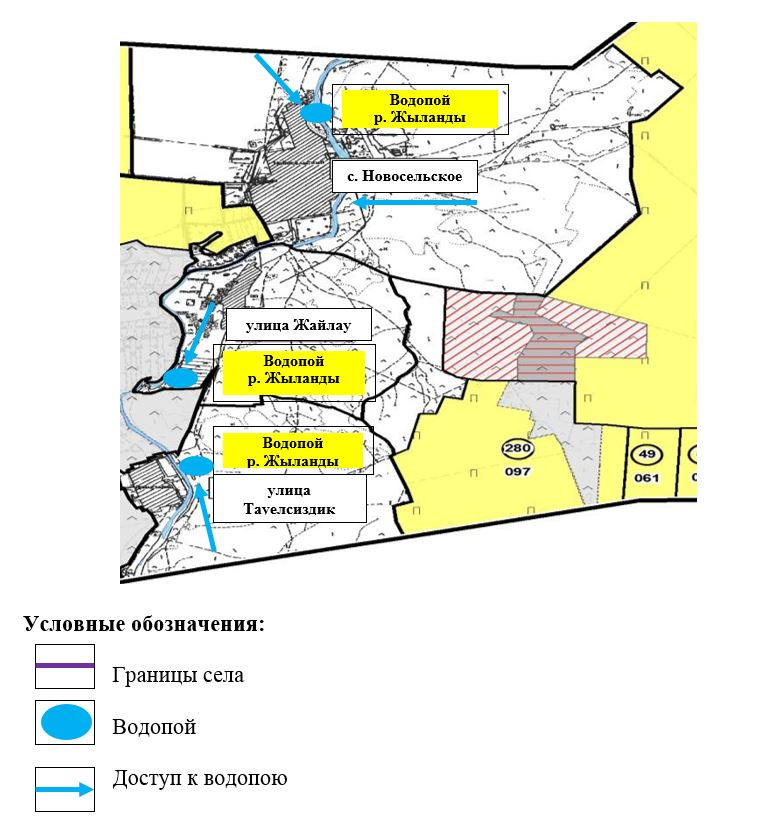 Водопой
р. Жыланды
с. Новосельское
улица Жайлау
Водопой
р. Жыланды
Водопой
р. Жыланды
улица
Тауелсиздик
280
097
49
061
Условные обозначения:
Границы села
Водопой
Доступ к водопою